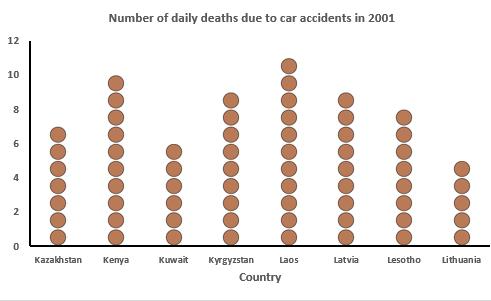 Number of daily deaths due to car accidents in 2001
12
10
8
6
4
2
0
Kazakhstan Kenya Kuwait Kyrgyzstan Laos Latvia Lesotho Lithuania
Country